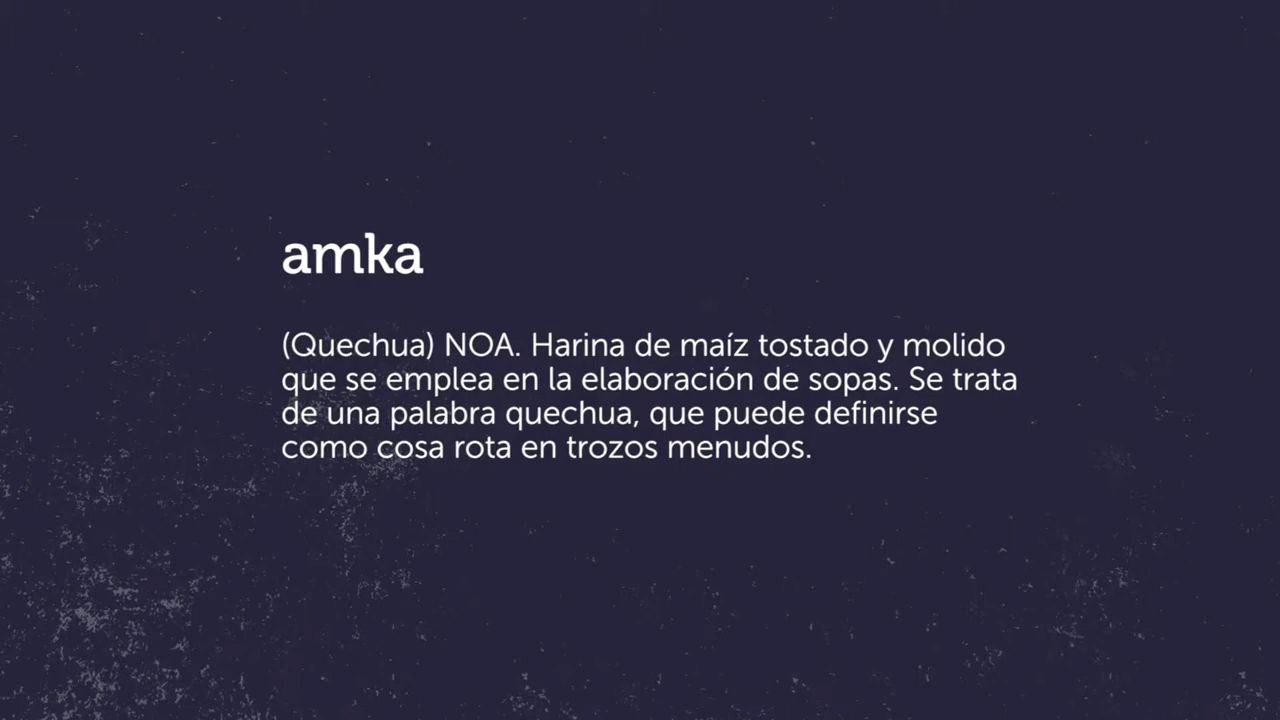 amka
(Quechua) NOA. Harina de maíz tostado y molido
que se emplea en la elaboración de sopas. Se trata
de una palabra quechua, que puede definirse
como cosa rota en trozos menudos.